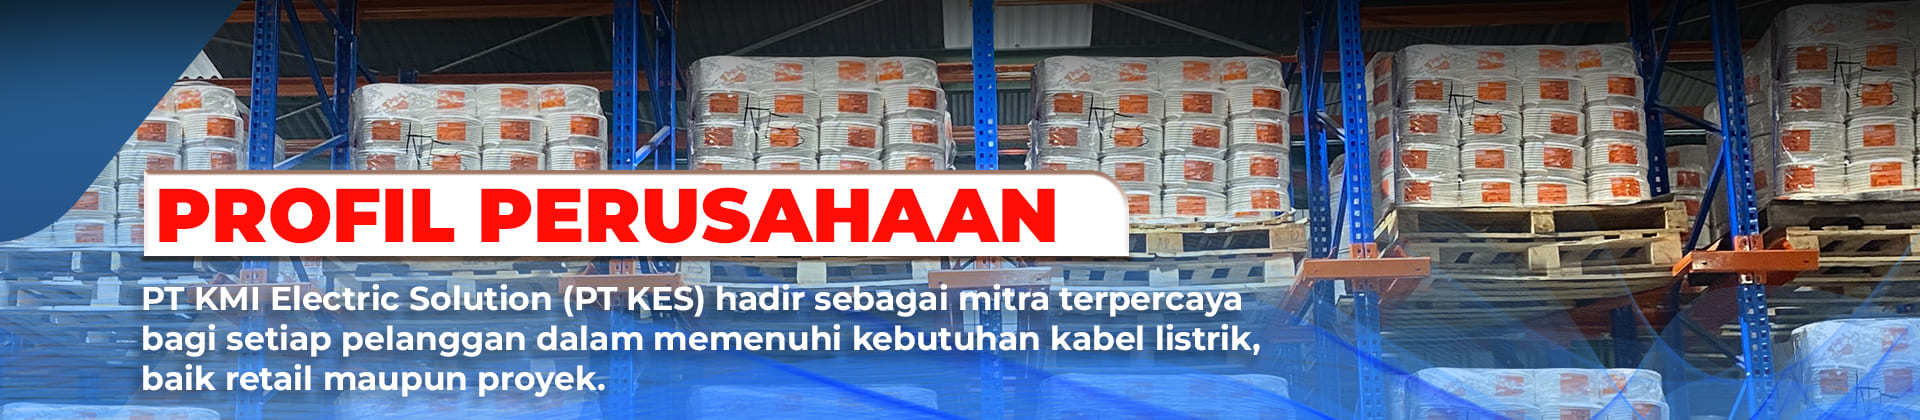 PROFIL PERUSAHAAN
PT KMI Electric Solution (PT KES) hadir sebagai mitra terpercaya
bagi setiap pelanggan dalam memenuhi kebutuhan kabel listrik,
baik retail maupun proyek.